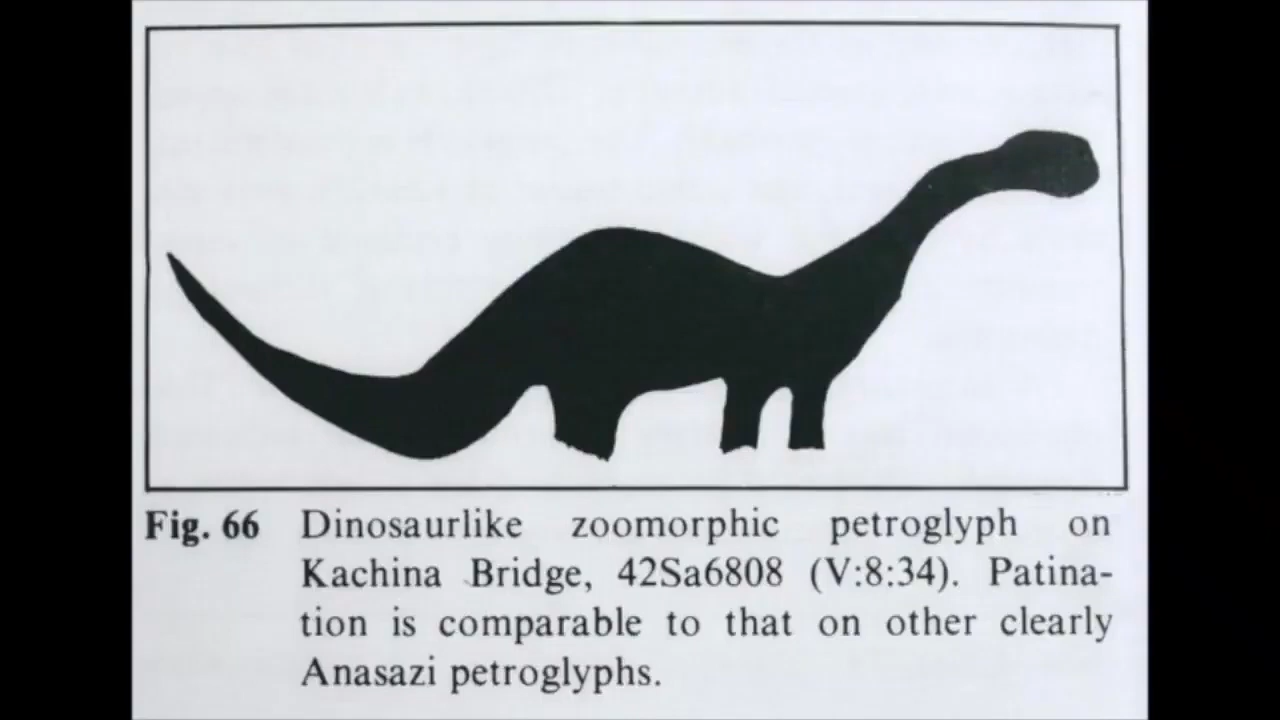 Fig. 66 Dinosaurlike zoomorphic petroglyph on
Kachina Bridge, 42Sa6808 (V:8:34). Patina-
tion is comparable to that on other clearly
Anasazi petroglyphs.